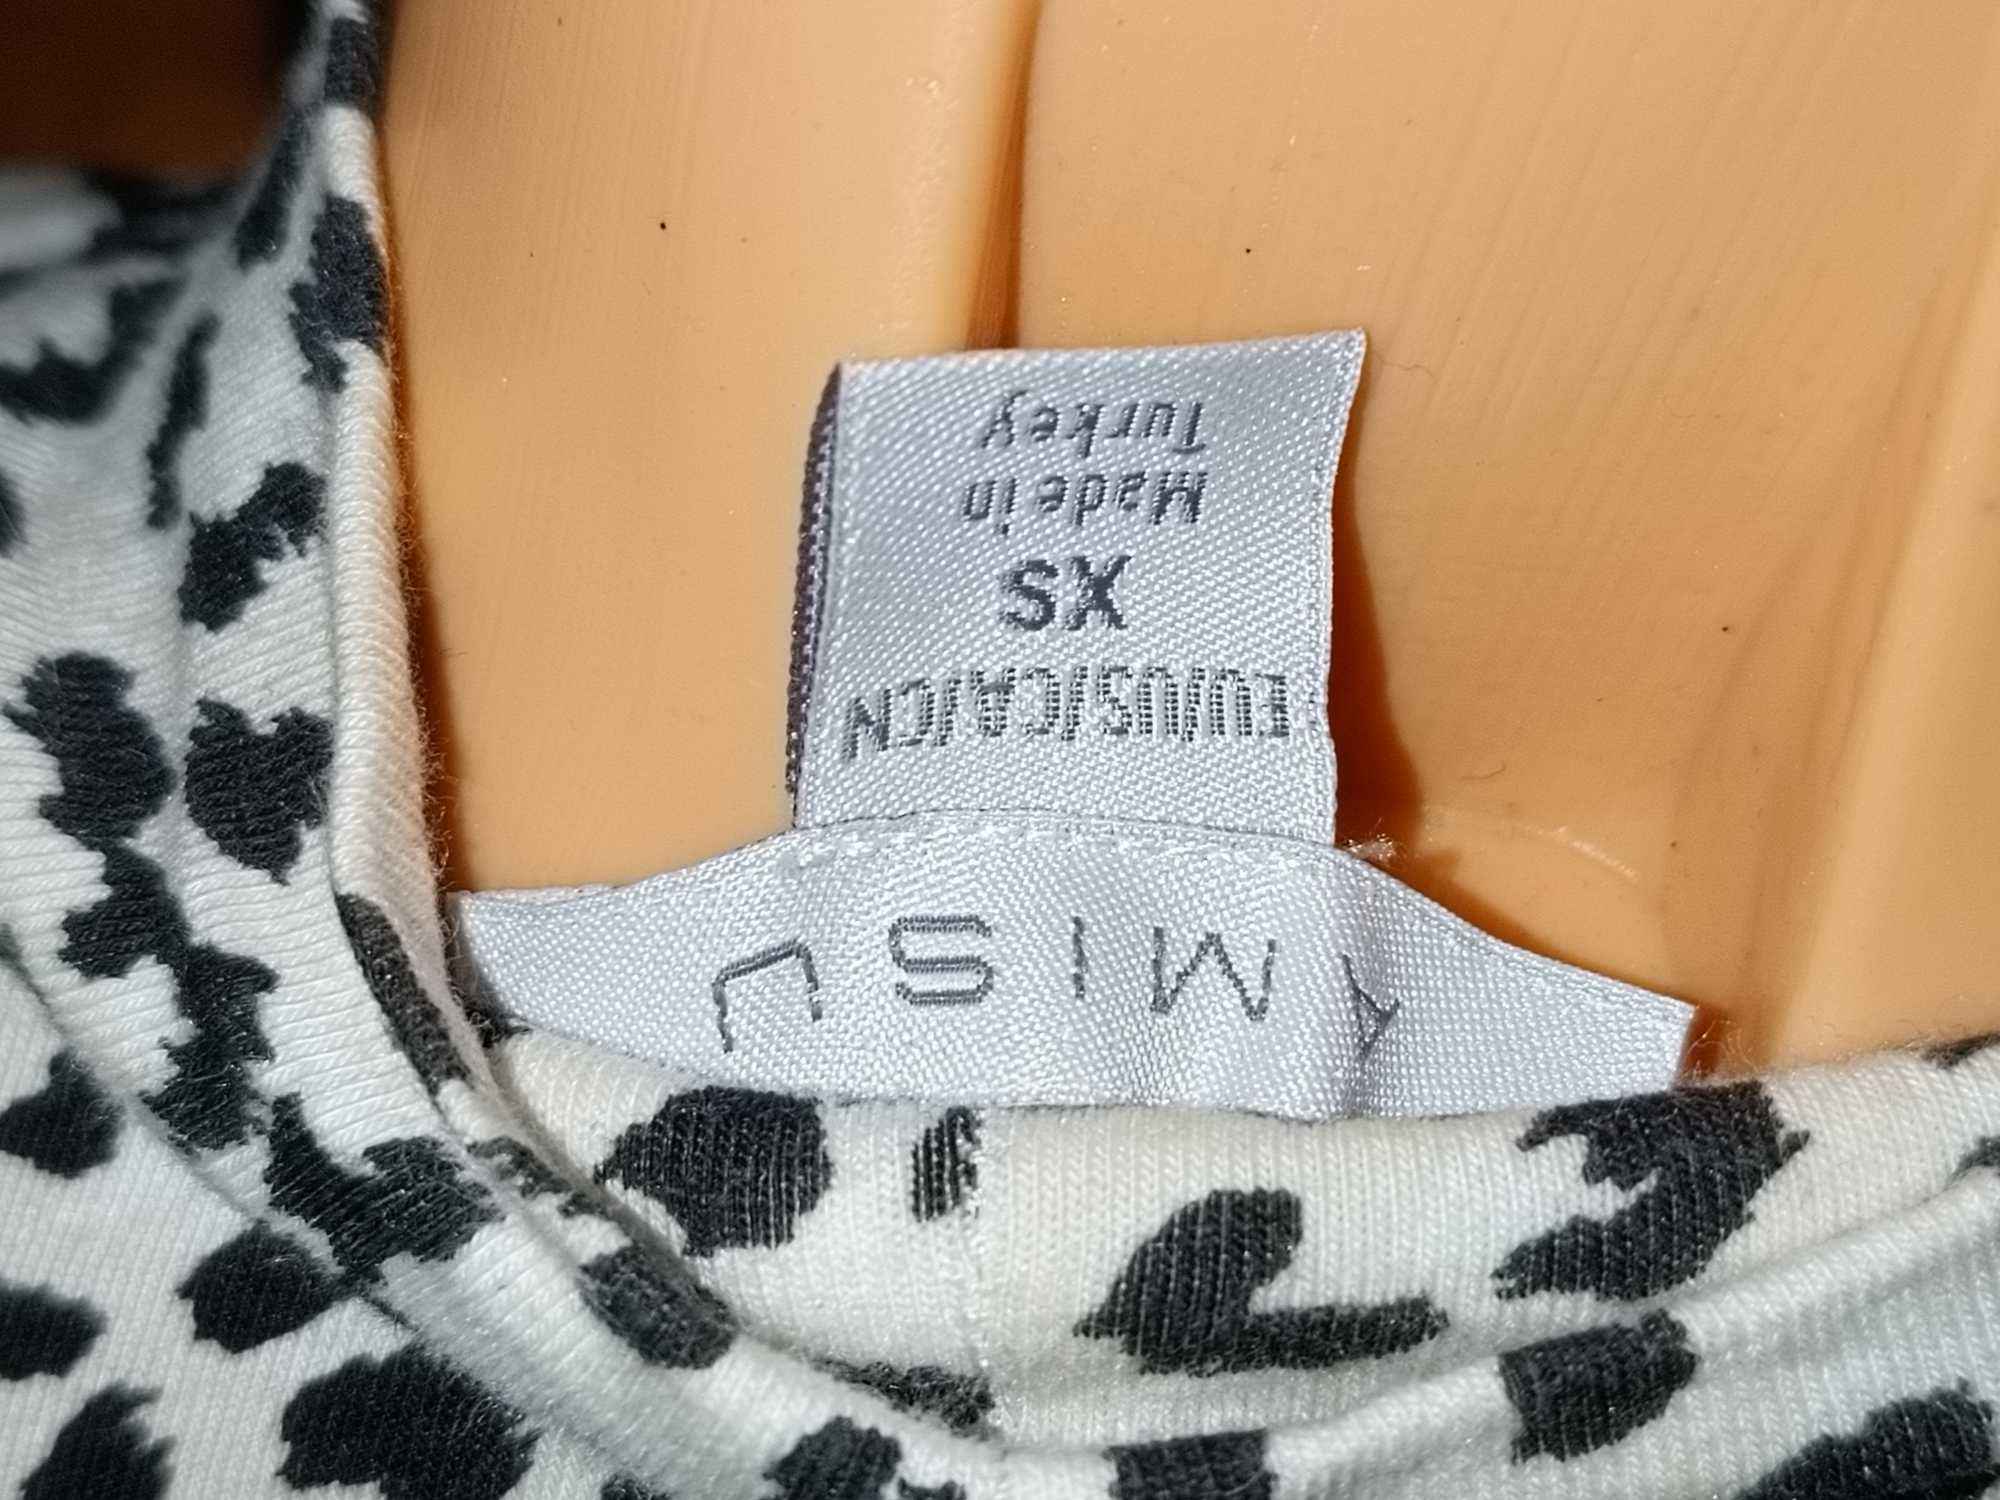 AMISU
EU/US/CA/CN
XS
Made in
Turkey